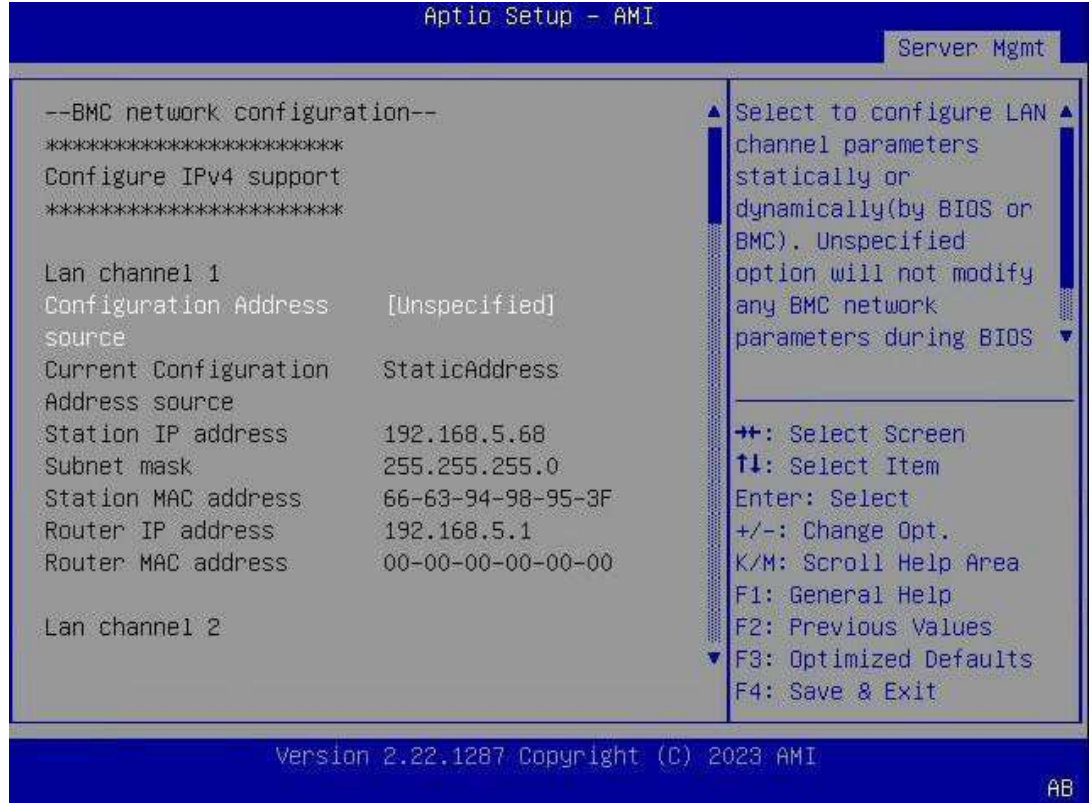 Aptio Setup - AMI
Server Mgmt
--BMC network configuration--
**********************
Configure IPv4 support
**********************
Lan channel 1
Configuration Address [Unspecified]
source
Current Configuration StaticAddress
Address source
Station IP address 192.168.5.68
Subnet mask 255.255.255.0
Station MAC address 66-63-94-98-95-3F
Router IP address 192.168.5.1
Router MAC address 00-00-00-00-00-00
Lan channel 2
Select to configure LAN
channel parameters
statically or
dynamically(by BIOS or
BMC). Unspecified
option will not modify
any BMC network
parameters during BIOS
→←: Select Screen
↑↓: Select Item
Enter: Select
+/-: Change Opt.
K/M: Scroll Help Area
F1: General Help
F2: Previous Values
F3: Optimized Defaults
F4: Save & Exit
Version 2.22.1287 Copyright (C) 2023 AMI
AB